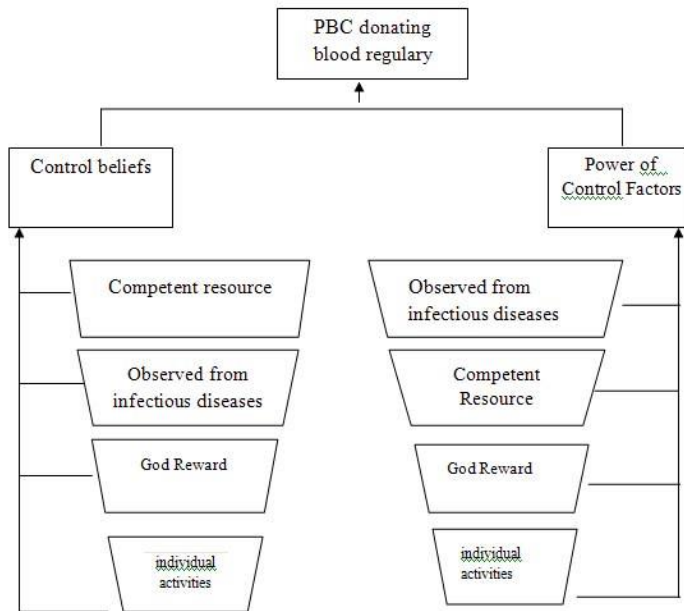 PBC donating
blood regulary
Control beliefs
Power of
Control Factors
Competent resource
Observed from
infectious diseases
God Reward
individual
activities
Observed from
infectious diseases
Competent
Resource
God Reward
individual
activities